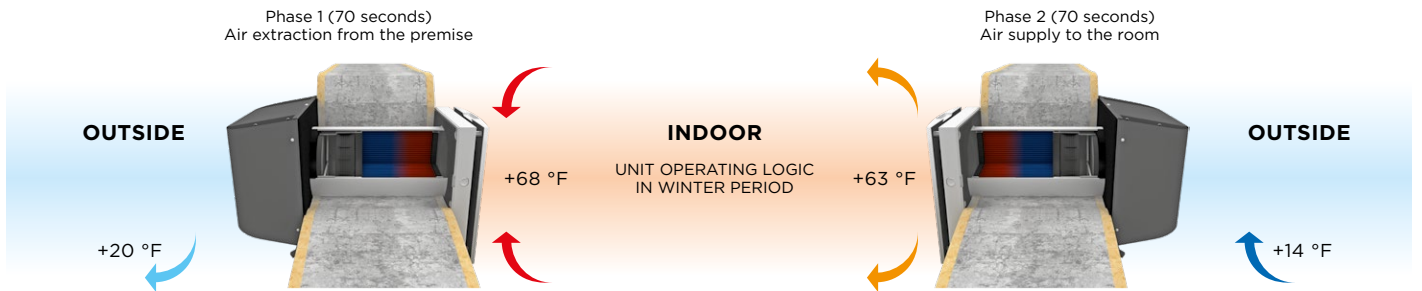 Phase 1 (70 seconds)
Air extraction from the premise
Phase 2 (70 seconds)
Air supply to the room
OUTSIDE
INDOOR
OUTSIDE
UNIT OPERATING LOGIC
IN WINTER PERIOD
+68 °F
+63 °F
+20 °F
+14 °F